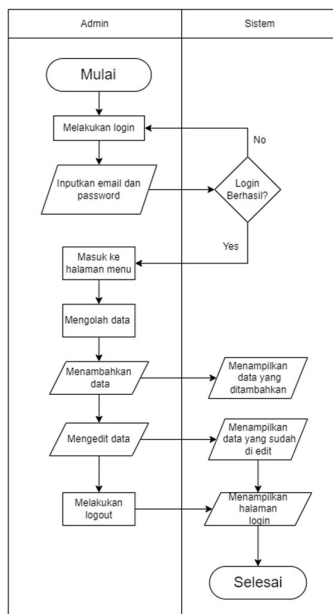 Admin
Sistem
Mulai
Melakukan login
No
Inputkan email dan
password
Login
Berhasil?
Yes
Masuk ke
halaman menu
Mengolah data
Menambahkan
data
Menampilkan
data yang
ditambahkan
Mengedit data
Menampilkan
data yang sudah
di edit
Melakukan
logout
Menampilkan
halaman
login
Selesai